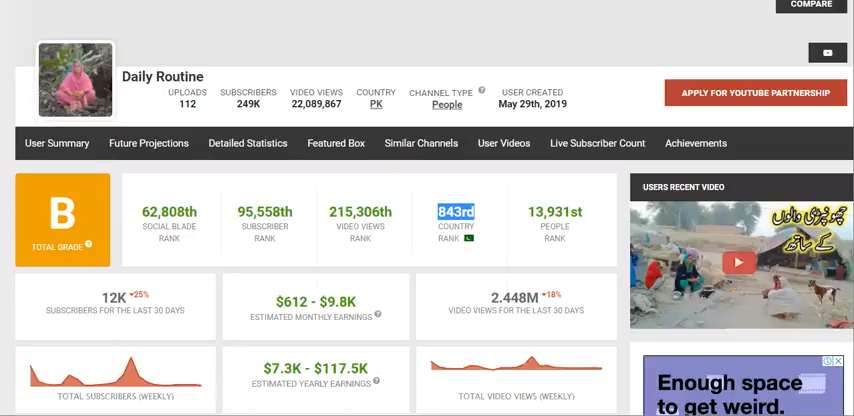 COMPARE
Daily Routine
UPLOADS
112
SUBSCRIBERS
249K
VIDEO VIEWS
22,089,867
COUNTRY
PK
CHANNEL TYPE
People
USER CREATED
May 29th, 2019
APPLY FOR YOUTUBE PARTNERSHIP
User Summary Future Projections Detailed Statistics Featured Box Similar Channels User Videos Live Subscriber Count Achievements
B
TOTAL GRADE
62,808th
SOCIAL BLADE
RANK
95,558th
SUBSCRIBER
RANK
215,306th
VIDEO VIEWS
RANK
843rd
COUNTRY
RANK
13,931st
PEOPLE
RANK
USERS RECENT VIDEO
جھونپڑی والوں
کے ساتھ
12K 25%
SUBSCRIBERS FOR THE LAST 30 DAYS
$612 - $9.8K
ESTIMATED MONTHLY EARNINGS
2.448M 18%
VIDEO VIEWS FOR THE LAST 30 DAYS
TOTAL SUBSCRIBERS (WEEKLY)
$7.3K - $117.5K
ESTIMATED YEARLY EARNINGS
TOTAL VIDEO VIEWS (WEEKLY)
Enough space
to get weird.